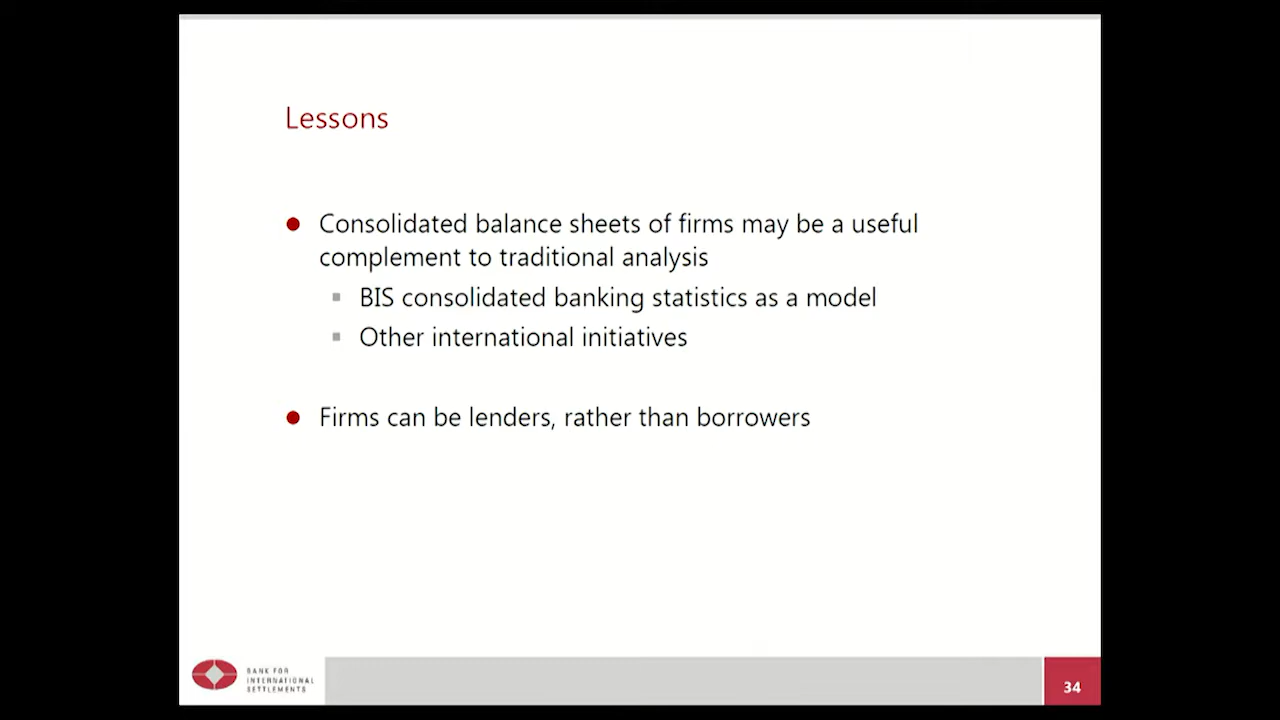 Lessons
Consolidated balance sheets of firms may be a useful
complement to traditional analysis
BIS consolidated banking statistics as a model
Other international initiatives
Firms can be lenders, rather than borrowers
BANK FOR
INTERNATIONAL
SETTLEMENTS
34